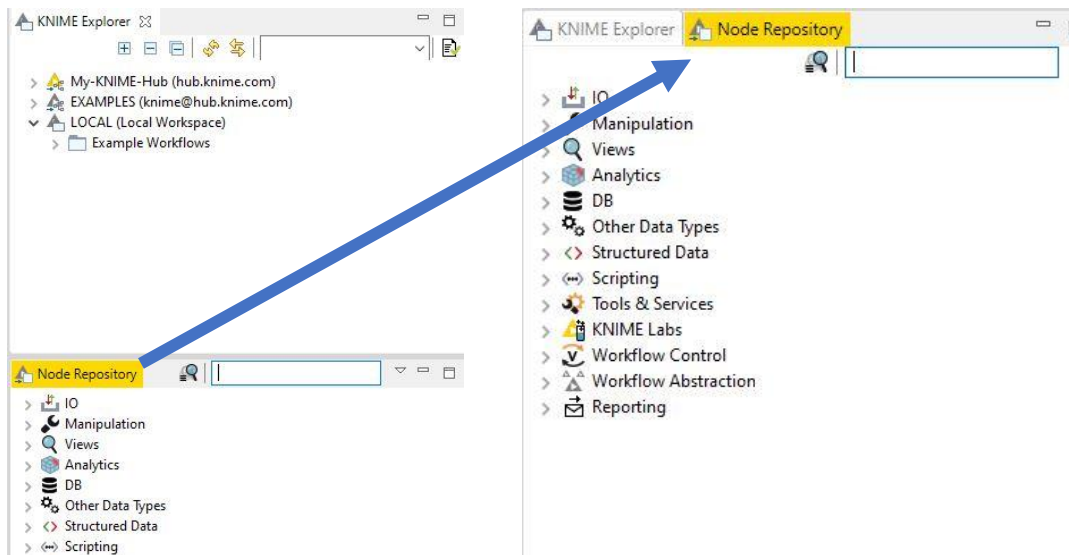 KNIME Explorer
My-KNIME-Hub (hub.knime.com)
EXAMPLES (knime@hub.knime.com)
LOCAL (Local Workspace)
Example Workflows
Node Repository
IO
Manipulation
Views
Analytics
DB
Other Data Types
Structured Data
Scripting
KNIME Explorer
Node Repository
IO
Manipulation
Views
Analytics
DB
Other Data Types
Structured Data
Scripting
Tools & Services
KNIME Labs
Workflow Control
Workflow Abstraction
Reporting